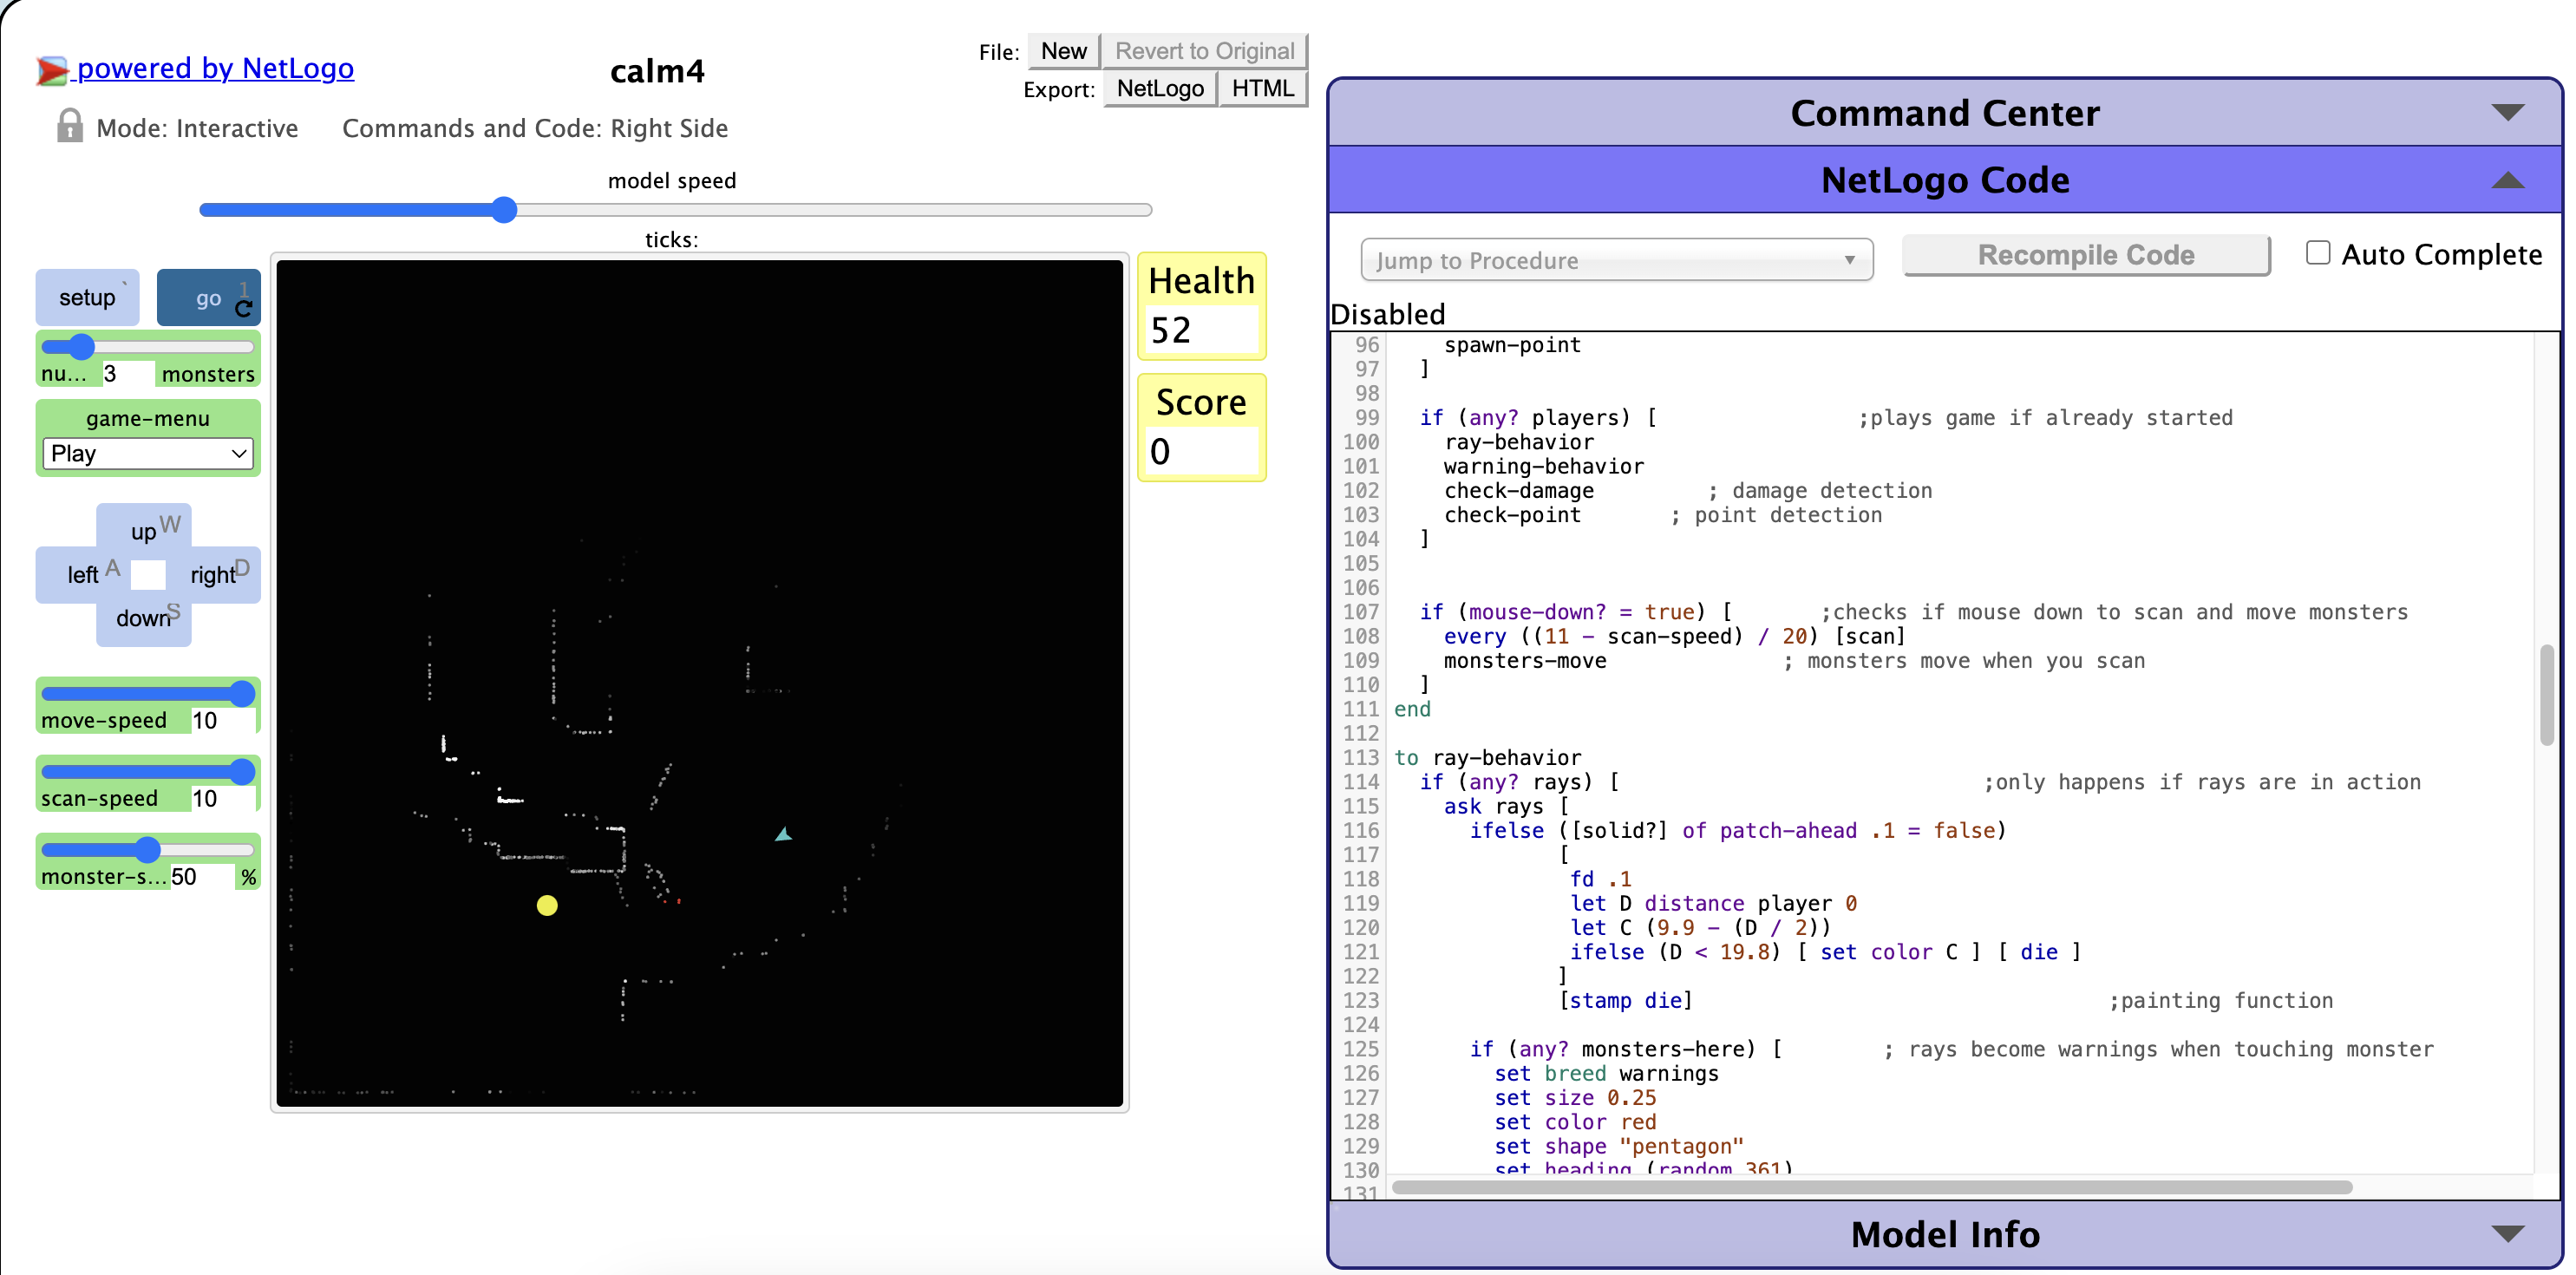 powered by NetLogo
calm4
File: New Revert to Original
Export: NetLogo HTML
Mode: Interactive Commands and Code: Right Side
model speed
ticks:
setup `
go 1
nu... 3 monsters
game-menu
Play
up W
left A
right D
down S
move-speed 10
scan-speed 10
monster-s... 50 %
Health
52
Score
0
Command Center
NetLogo Code
Jump to Procedure
Recompile Code
Auto Complete
Disabled
96 spawn-point
97 ]
98
99 if (any? players) [ ;plays game if already started
100 ray-behavior
101 warning-behavior
102 check-damage ; damage detection
103 check-point ; point detection
104 ]
105
106
107 if (mouse-down? = true) [ ;checks if mouse down to scan and move monsters
108 every ((11 - scan-speed) / 20) [scan]
109 monsters-move ; monsters move when you scan
110 ]
111 end
112
113 to ray-behavior
114 if (any? rays) [ ;only happens if rays are in action
115 ask rays [
116 ifelse ([solid?] of patch-ahead .1 = false)
117 [
118 fd .1
119 let D distance player 0
120 let C (9.9 - (D / 2))
121 ifelse (D < 19.8) [ set color C ] [ die ]
122 ]
123 [stamp die] ;painting function
124
125 if (any? monsters-here) [ ; rays become warnings when touching monster
126 set breed warnings
127 set size 0.25
128 set color red
129 set shape "pentagon"
130 set heading (random 361)
131
Model Info